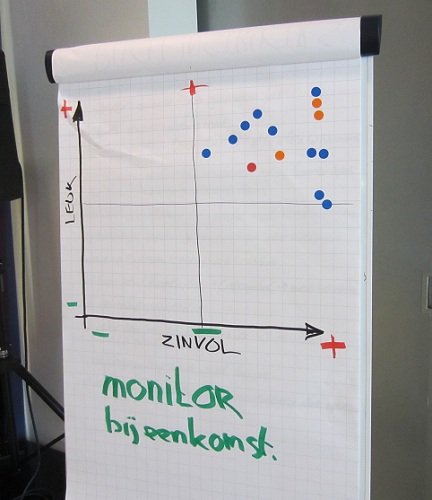 LEUK
ZINVOL
monitor
bijeenkomst.